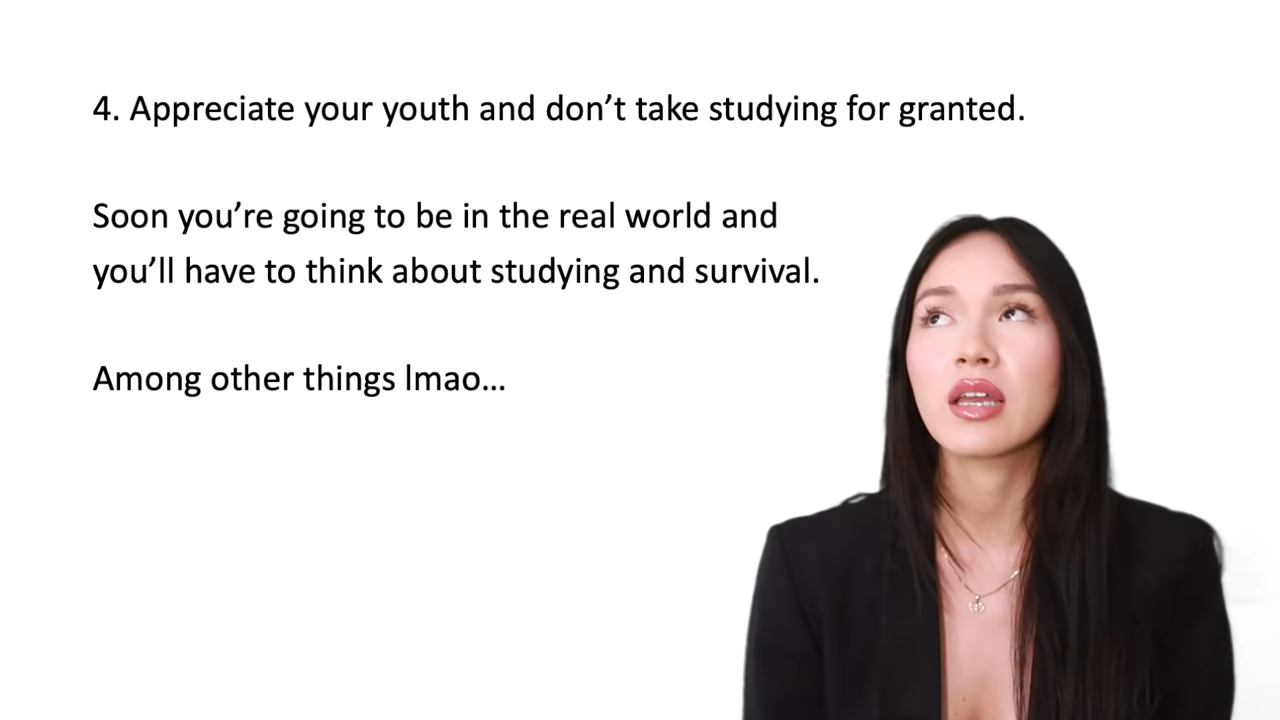 4. Appreciate your youth and don’t take studying for granted.
Soon you’re going to be in the real world and
you’ll have to think about studying and survival.
Among other things lmao…